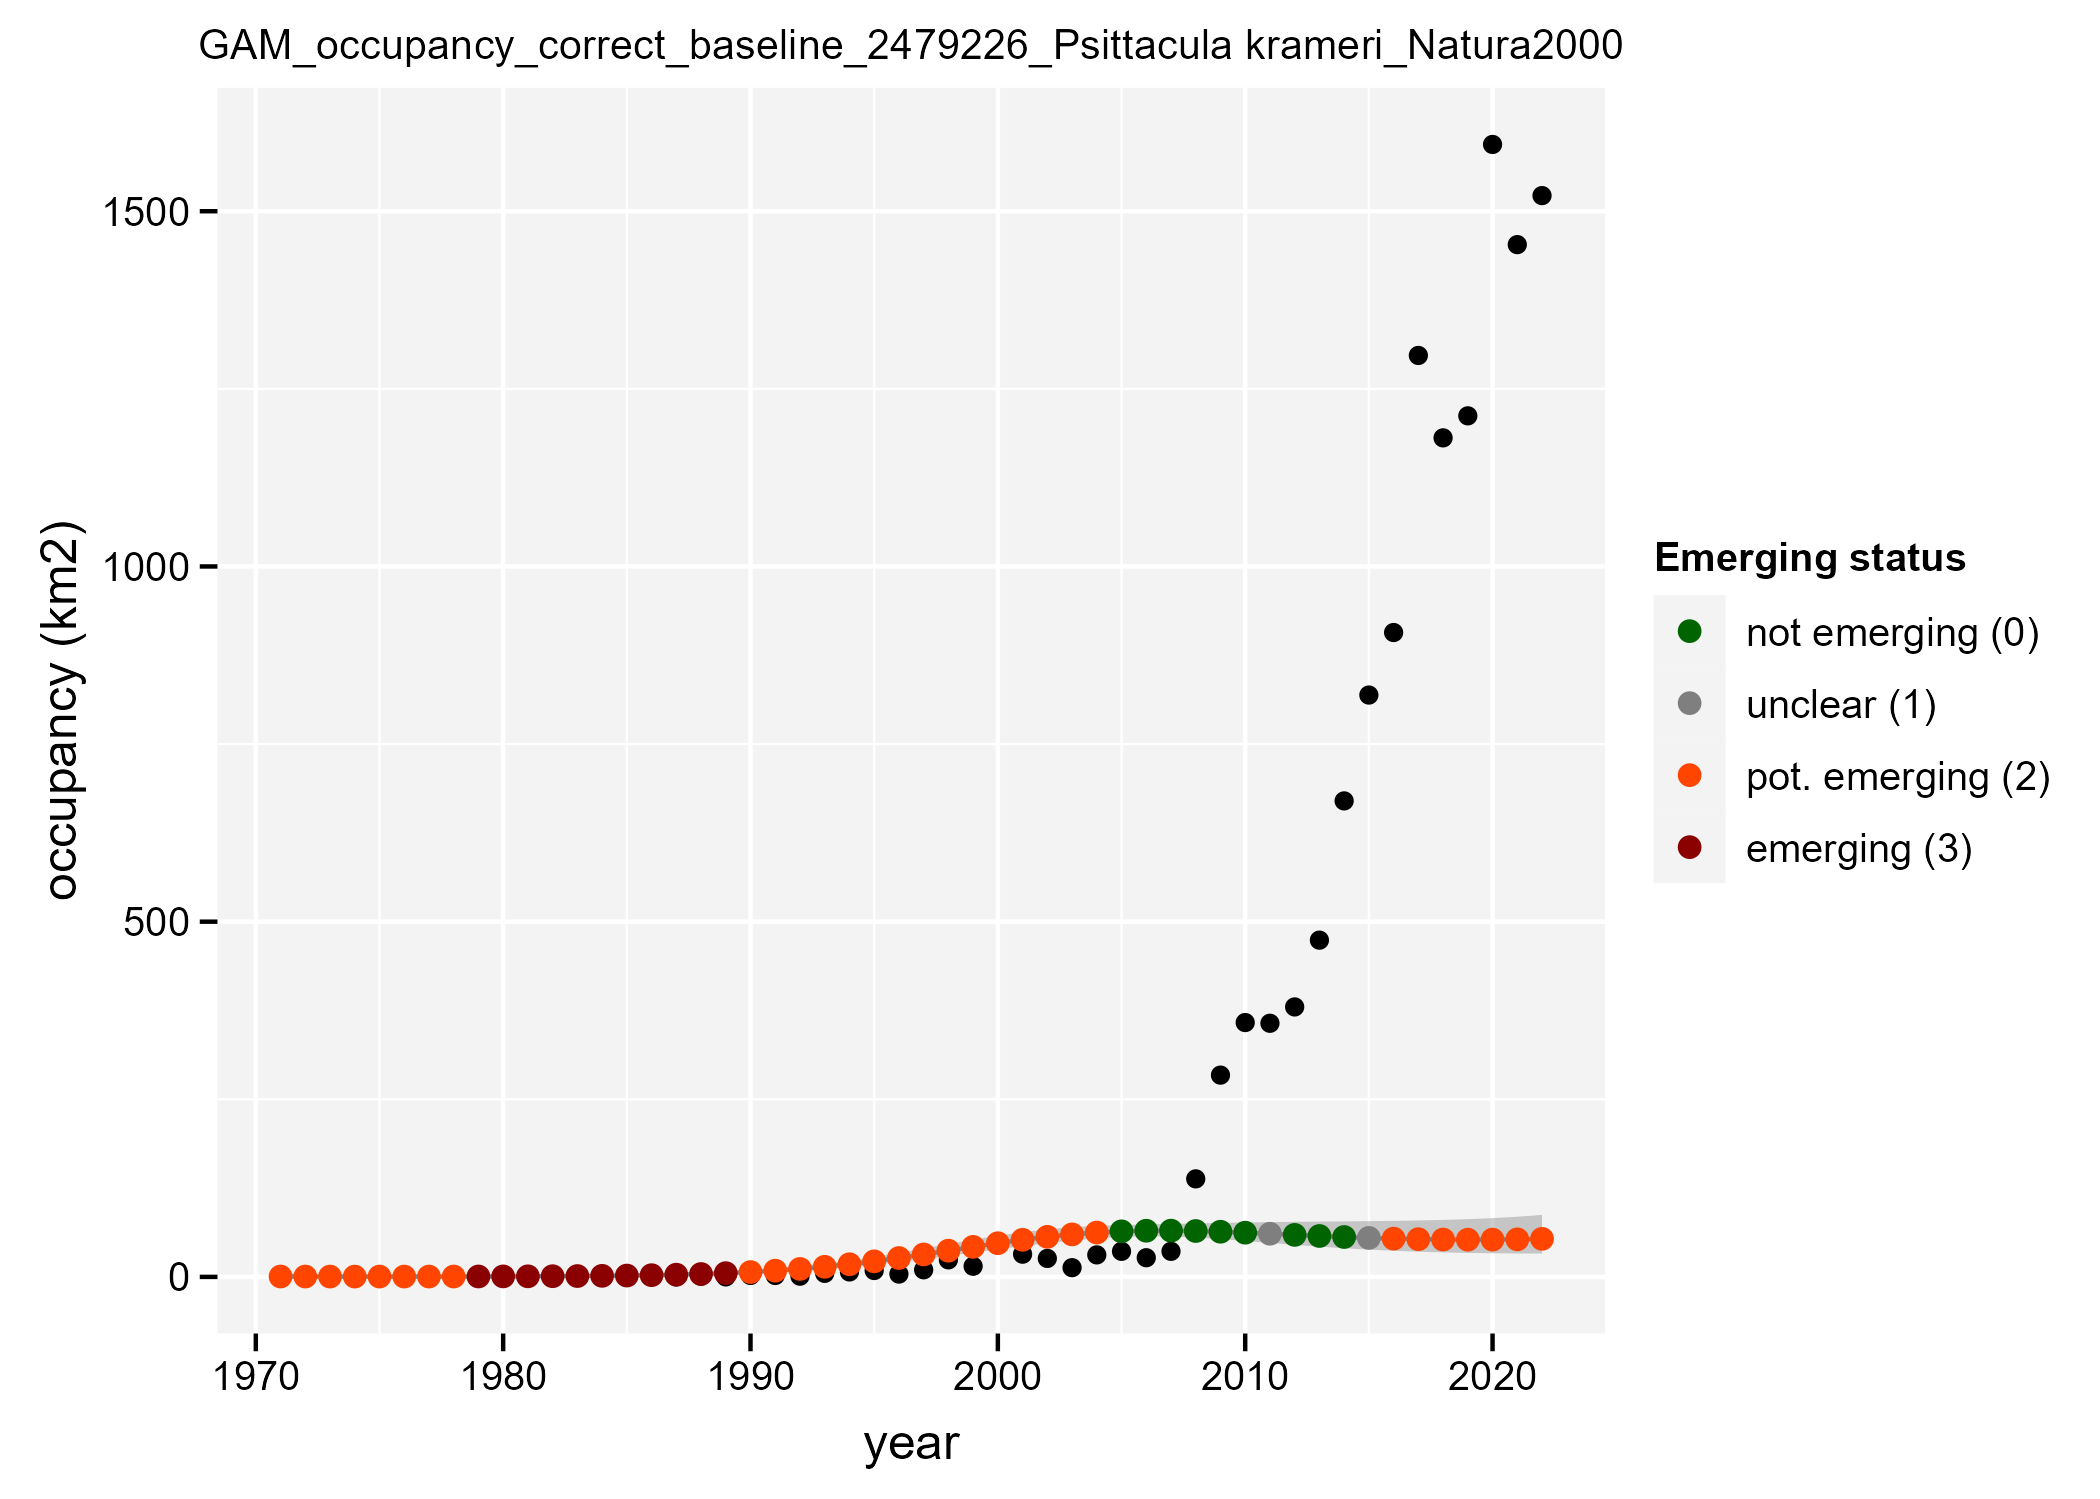 GAM_occupancy_correct_baseline_2479226_Psittacula krameri_Natura2000
occupancy (km2)
1500
1000
500
0
1970 1980 1990 2000 2010 2020
year
Emerging status
not emerging (0)
unclear (1)
pot. emerging (2)
emerging (3)